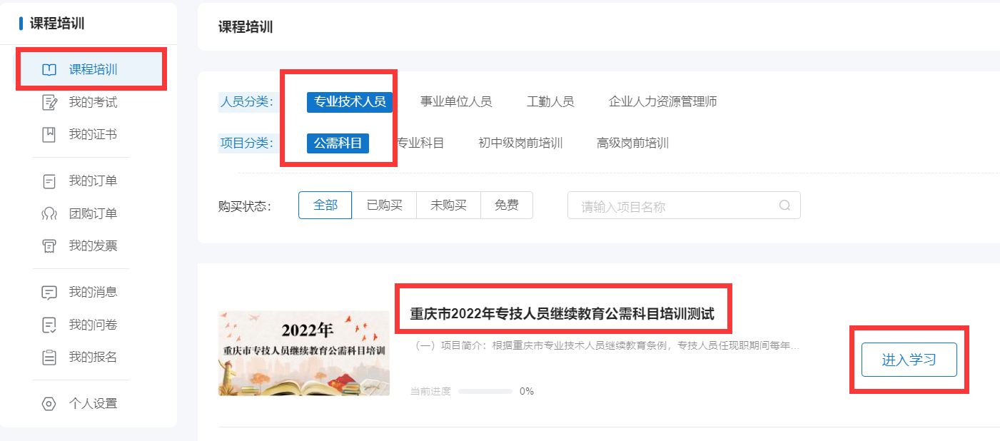 课程培训
课程培训
我的考试
我的证书
我的订单
团购订单
我的发票
我的消息
我的问卷
我的报名
个人设置
课程培训
人员分类： 专业技术人员 事业单位人员 工勤人员 企业人力资源管理师
项目分类： 公需科目 专业科目 初中级岗前培训 高级岗前培训
购买状态： 全部 已购买 未购买 免费 请输入项目名称
2022年
重庆市专技人员继续教育公需科目培训
重庆市2022年专技人员继续教育公需科目培训测试
（一）项目简介：根据重庆市专业技术人员继续教育条例，专技人员任现职期间每年...
当前进度 0%
进入学习